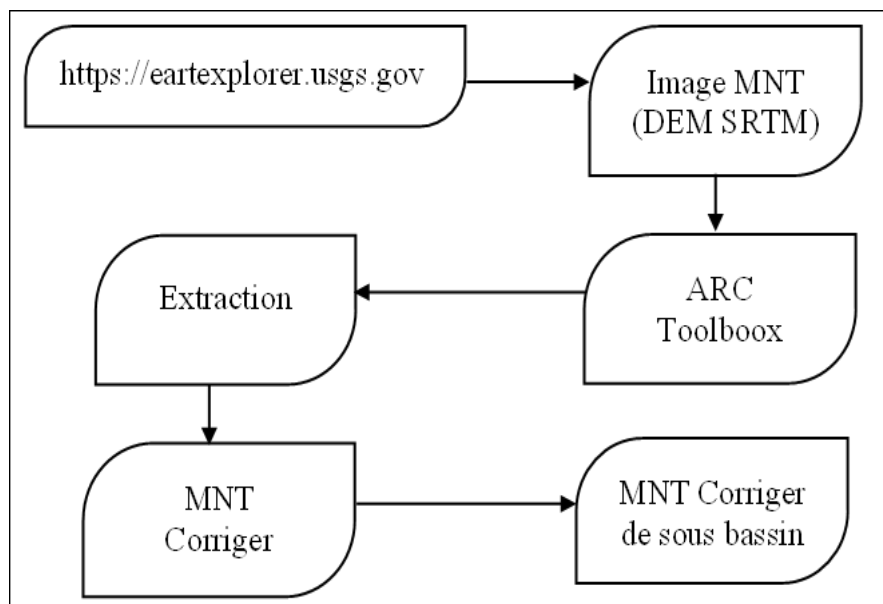 https://eartexplorer.usgs.gov
Image MNT
(DEM SRTM)
ARC
Toolboox
Extraction
MNT
Corriger
MNT Corriger
de sous bassin